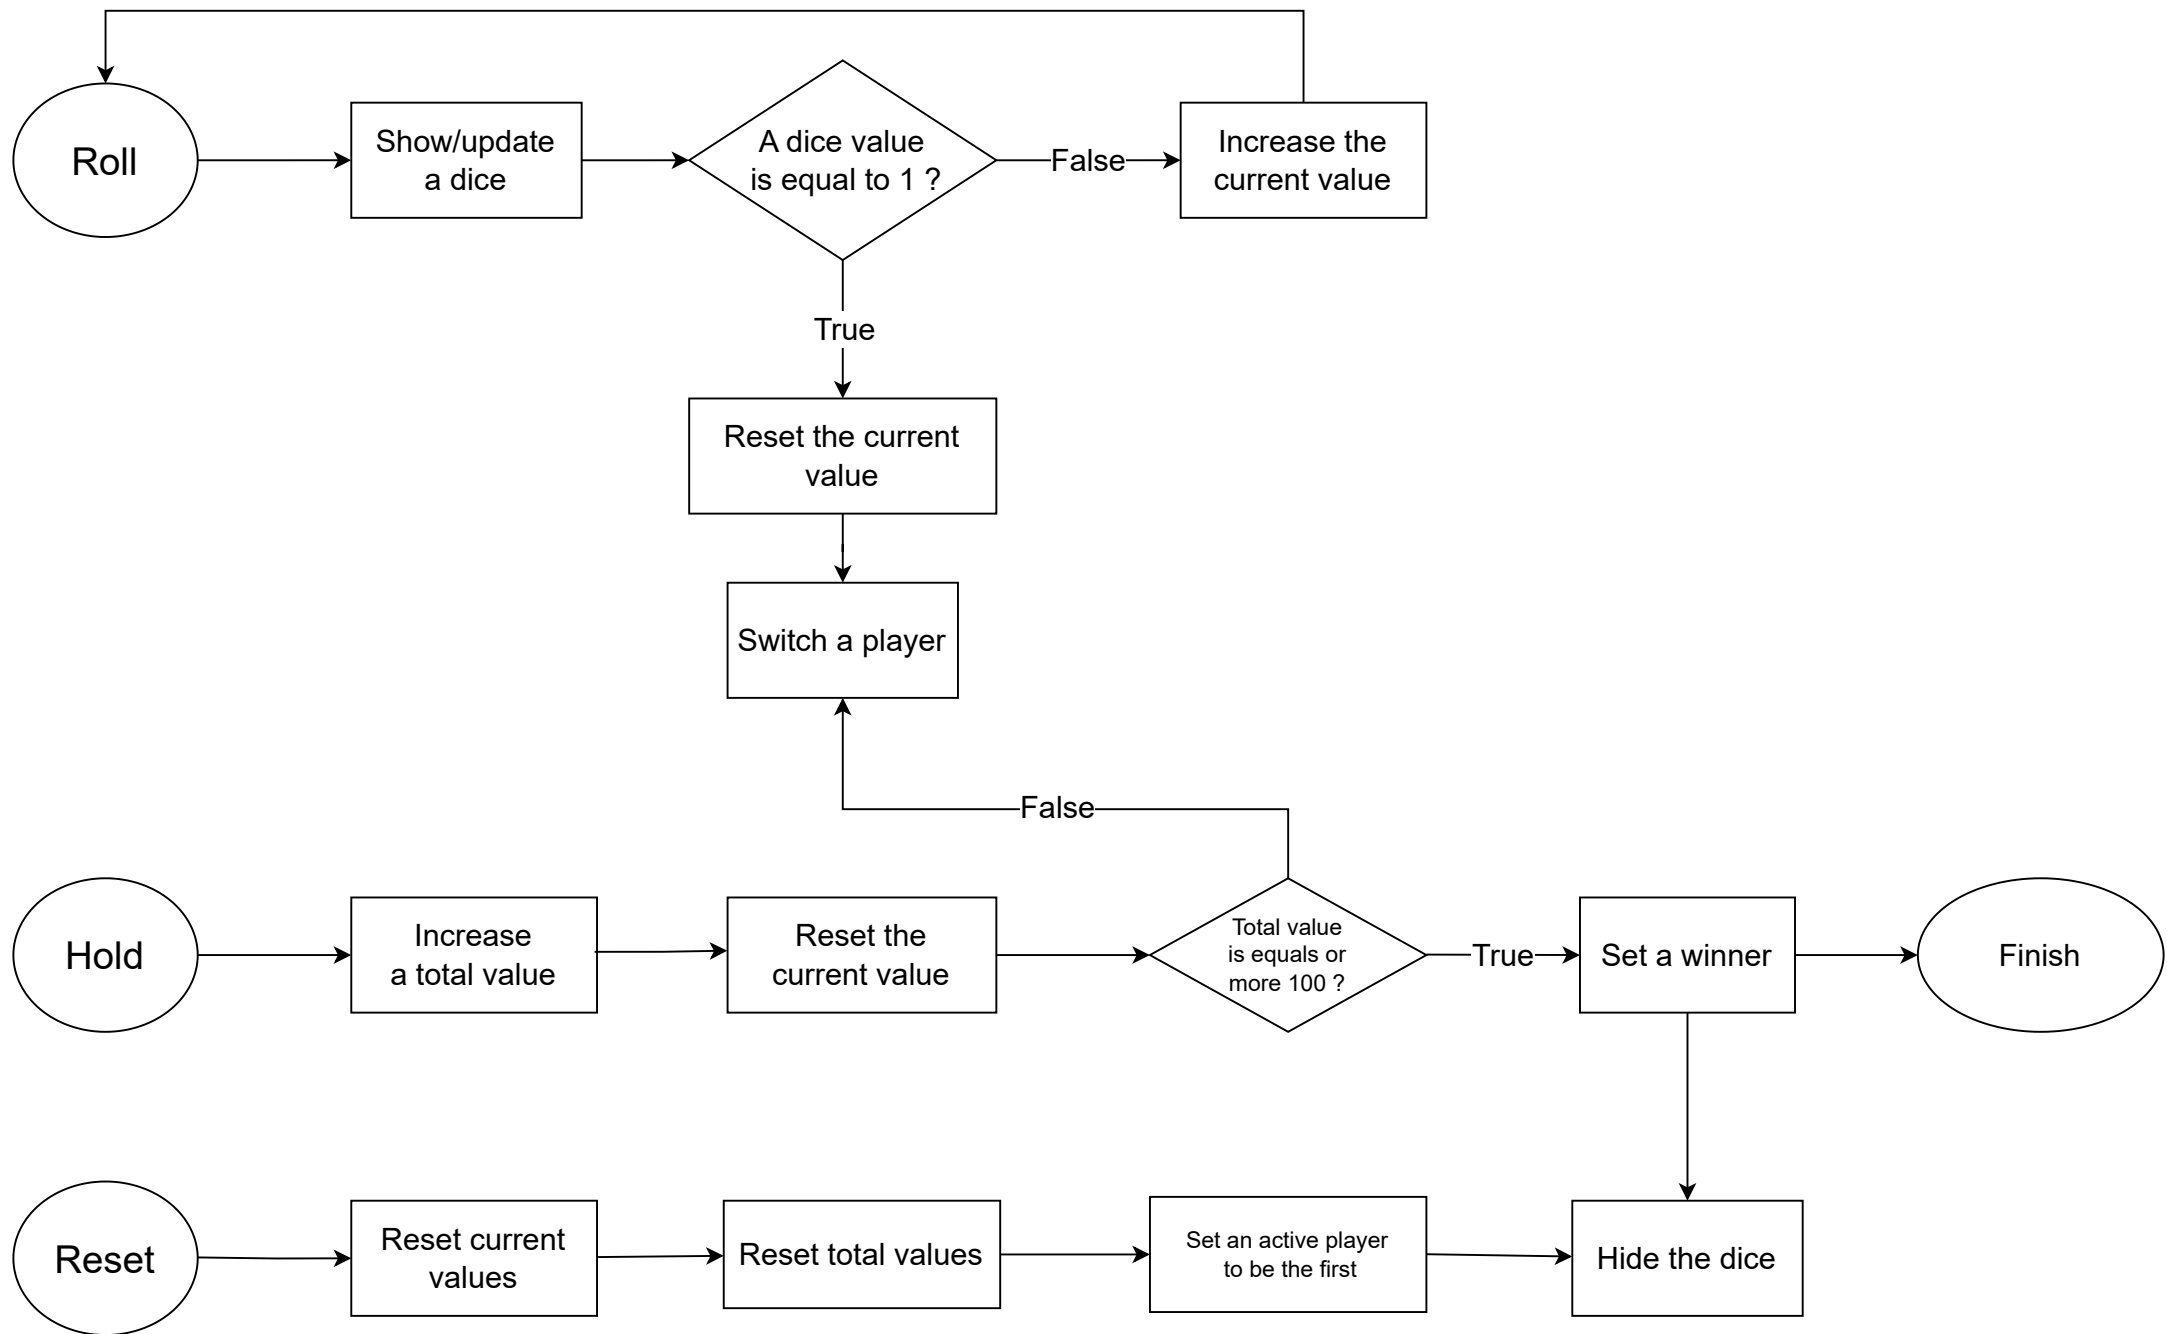 Roll
Show/update
a dice
A dice value
is equal to 1 ?
False
Increase the
current value
True
Reset the current
value
Switch a player
False
Hold
Increase
a total value
Reset the
current value
Total value
is equals or
more 100 ?
True
Set a winner
Finish
Reset
Reset current
values
Reset total values
Set an active player
to be the first
Hide the dice